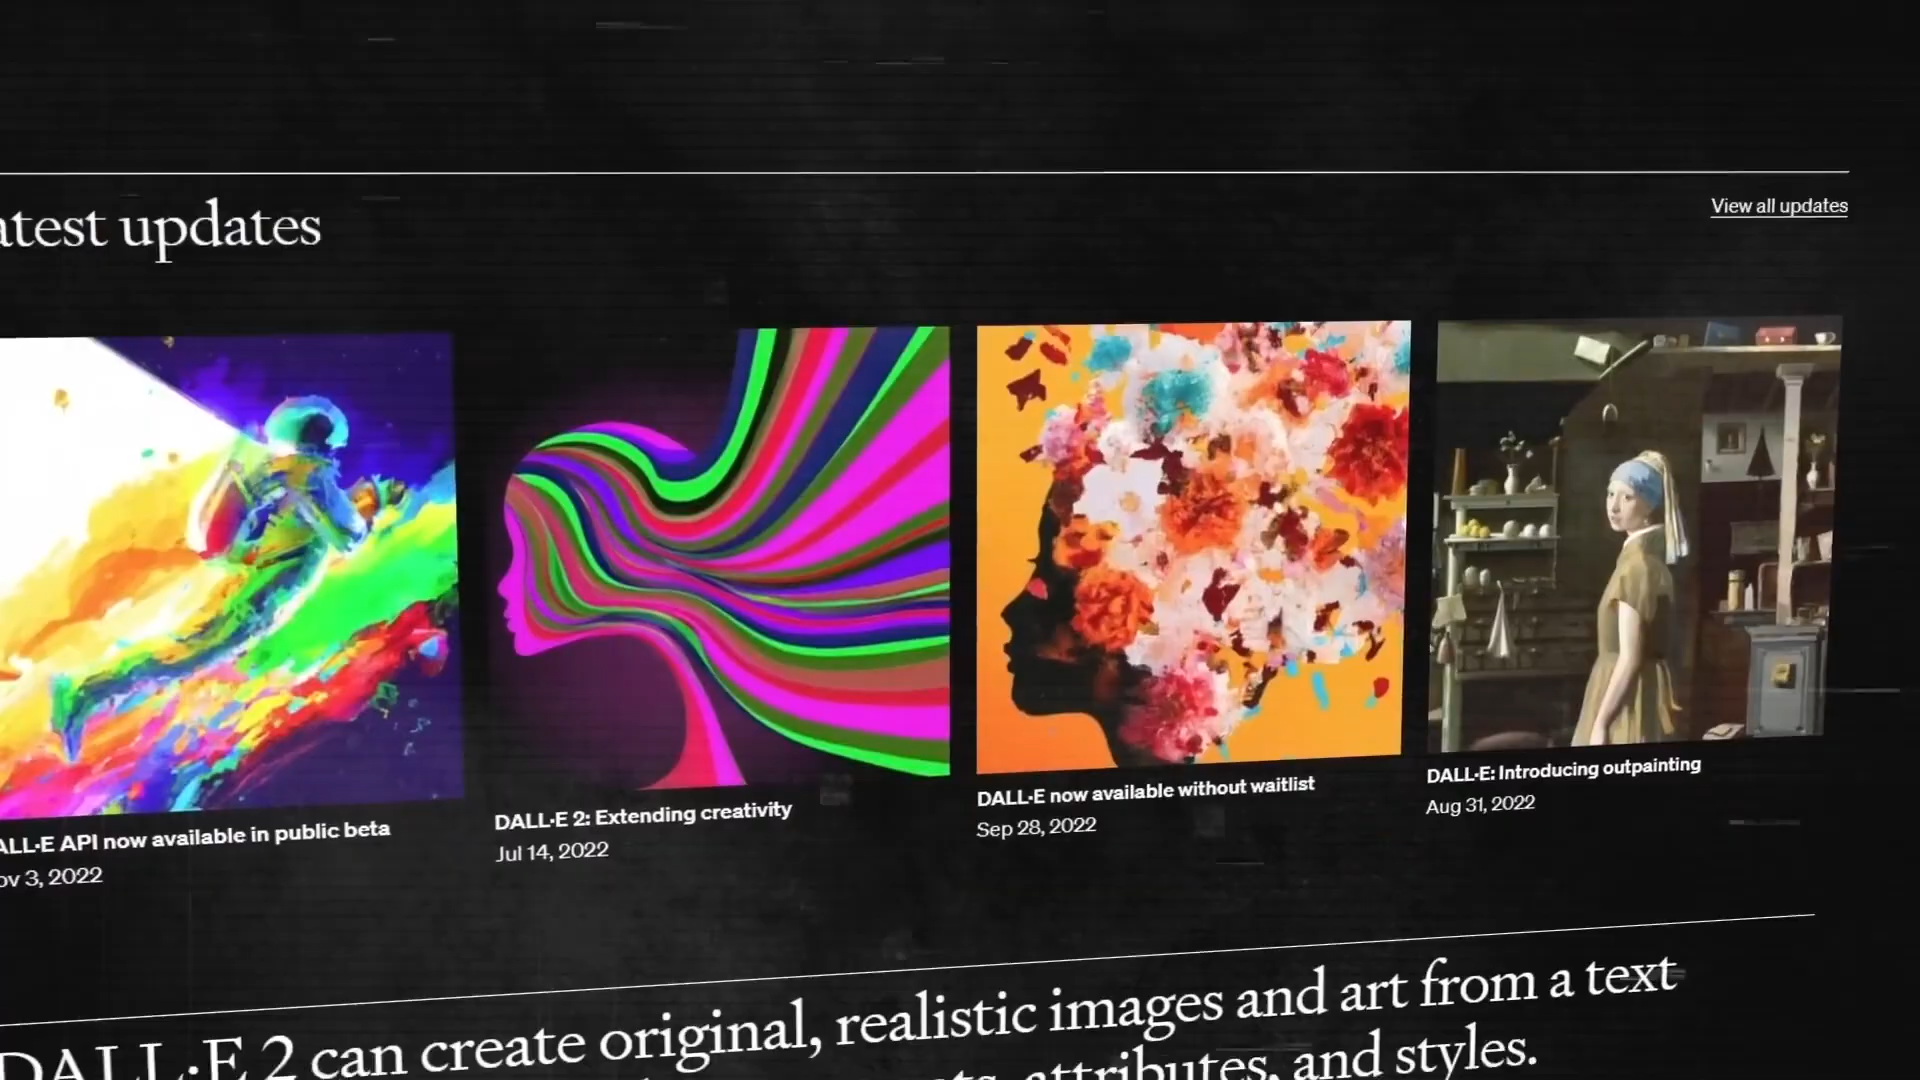 atest updates
View all updates
ALL·E API now available in public beta
ov 3, 2022
DALL·E 2: Extending creativity
Jul 14, 2022
DALL·E now available without waitlist
Sep 28, 2022
DALL·E: Introducing outpainting
Aug 31, 2022
DALL·E 2 can create original, realistic images and art from a text
attributes, and styles.